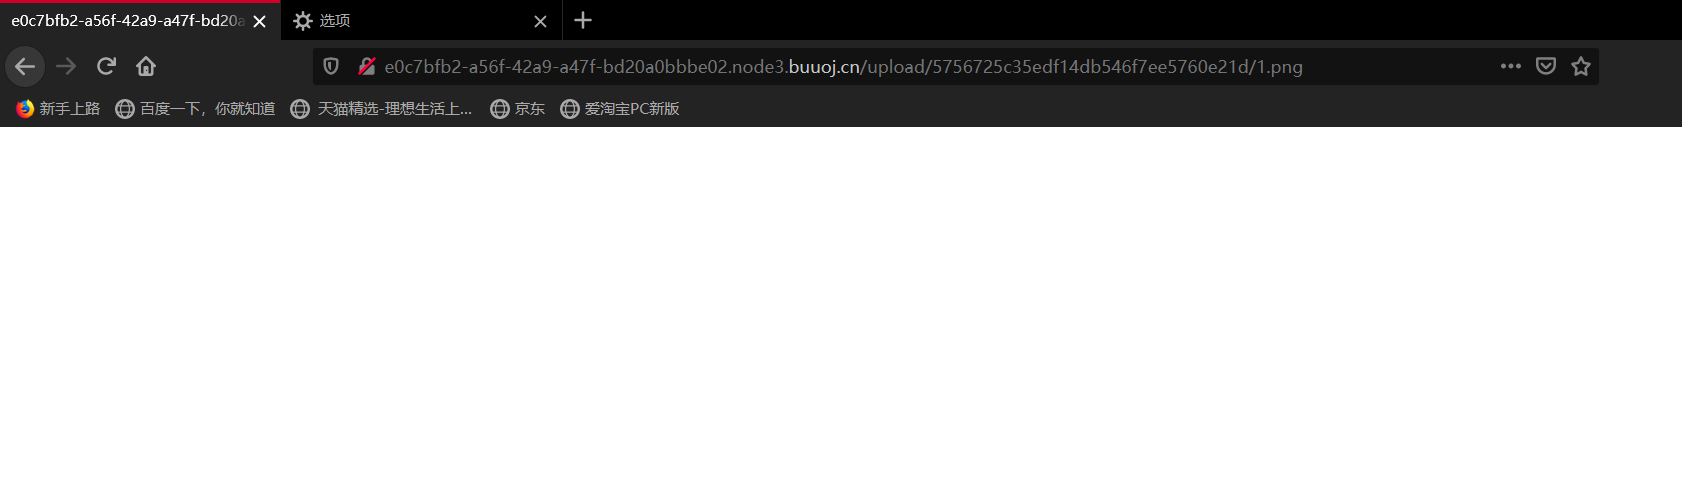 e0c7bfb2-a56f-42a9-a47f-bd20a
选项
e0c7bfb2-a56f-42a9-a47f-bd20a0bbbe02.node3.buuoj.cn/upload/5756725c35edf14db546f7ee5760e21d/1.png
新手上路 百度一下，你就知道 天猫精选-理想生活上... 京东 爱淘宝PC新版